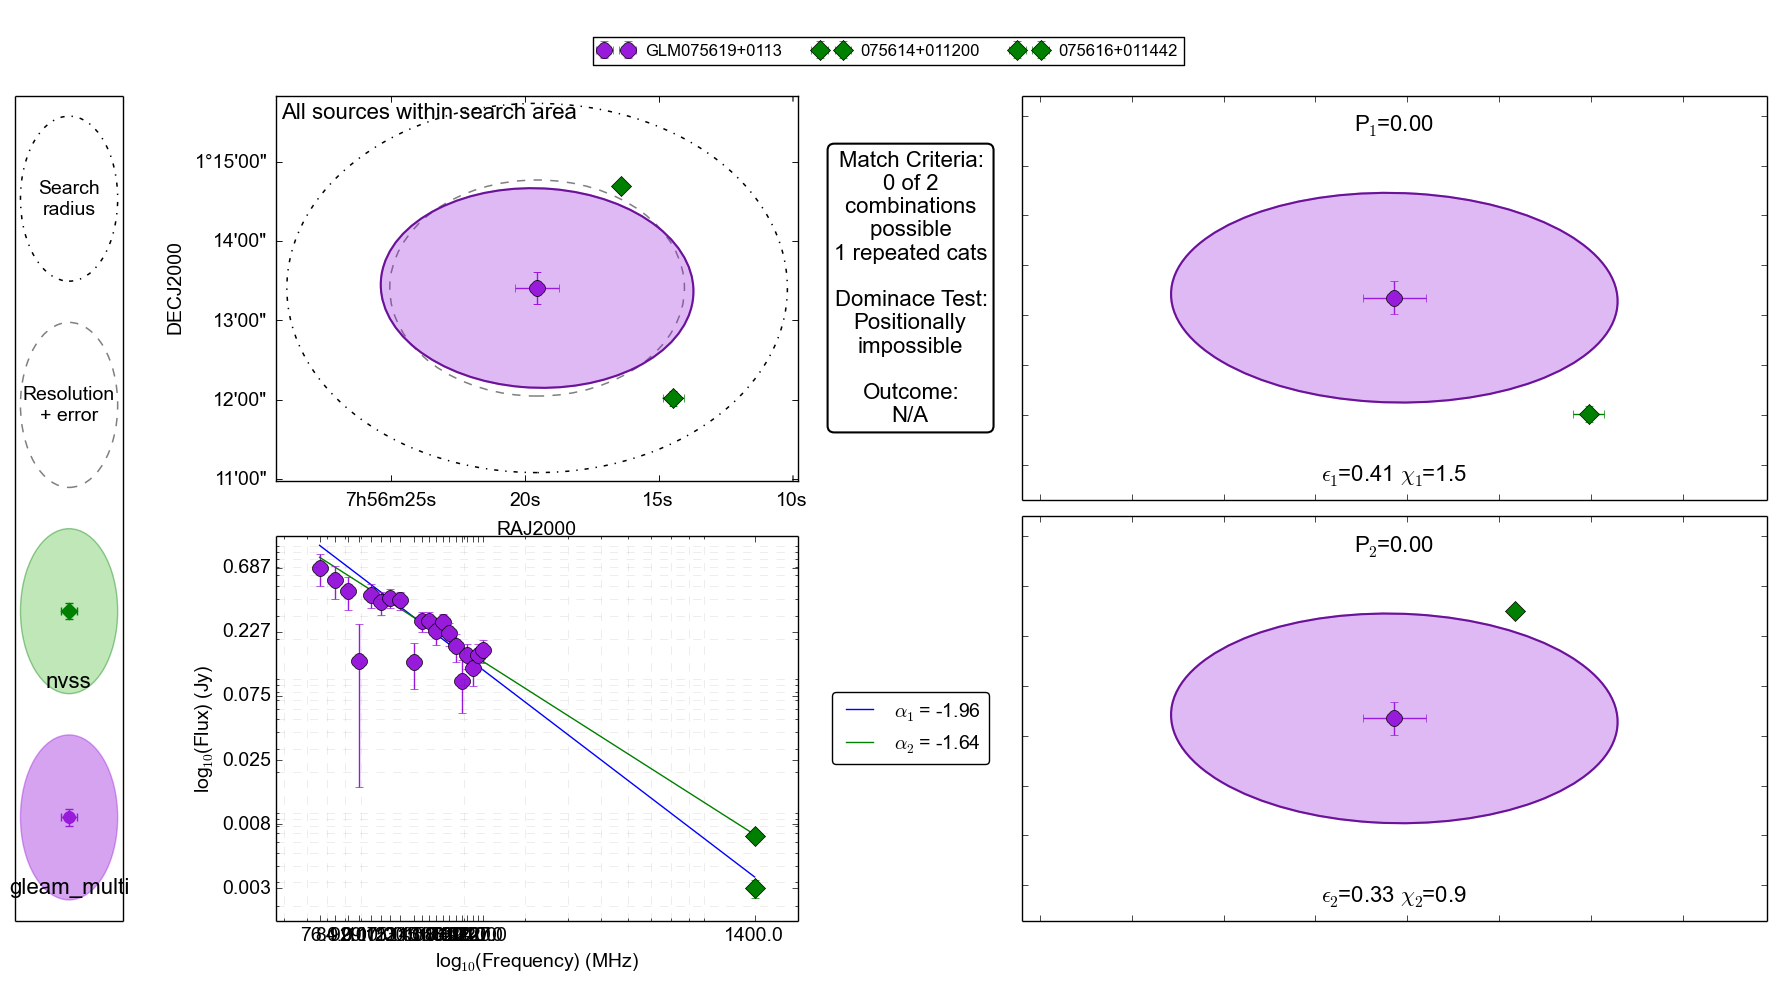 GLM075619+0113 075614+011200 075616+011442
Search
radius
Resolution
+ error
nvss
gleam_multi
All sources within search area
DECJ2000
1°15'00"
14'00"
13'00"
12'00"
11'00"
7h56m25s 20s 15s 10s
RAJ2000
Match Criteria:
0 of 2
combinations
possible
1 repeated cats
Dominace Test:
Positionally
impossible
Outcome:
N/A
P1=0.00
ϵ1=0.41 χ1=1.5
log10(Flux) (Jy)
0.687
0.227
0.075
0.025
0.008
0.003
1400.0
log10(Frequency) (MHz)
α1 = -1.96
α2 = -1.64
P2=0.00
ϵ2=0.33 χ2=0.9